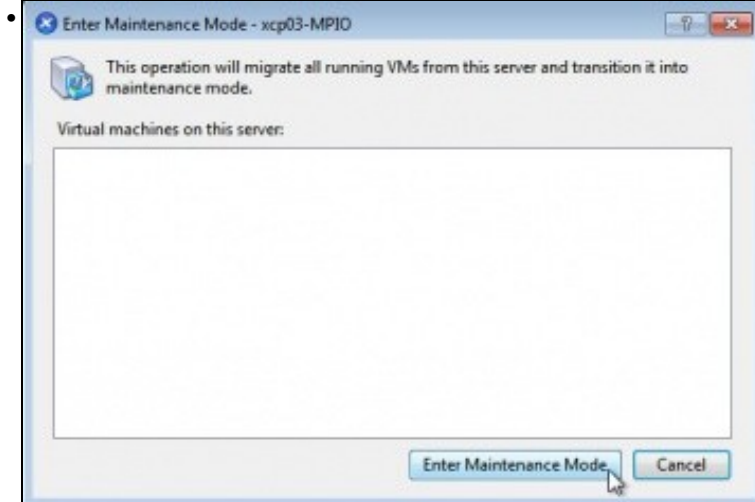 Enter Maintenance Mode - xcp03-MPIO
This operation will migrate all running VMs from this server and transition it into
maintenance mode.
Virtual machines on this server:
Enter Maintenance Mode Cancel